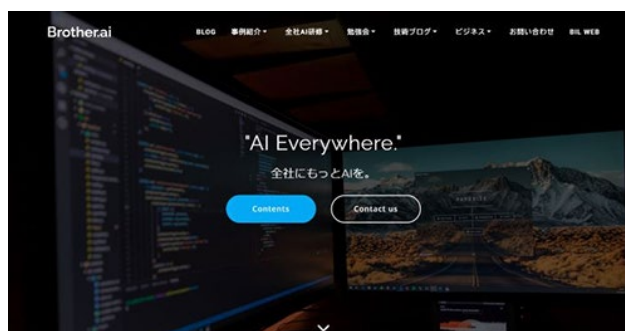 Brother.ai
BLOG 事例紹介 全社AI研修 勉強会 技術ブログ ビジネス お問い合わせ BIL WEB
"AI Everywhere."
全社にもっとAIを。
Contents Contact us